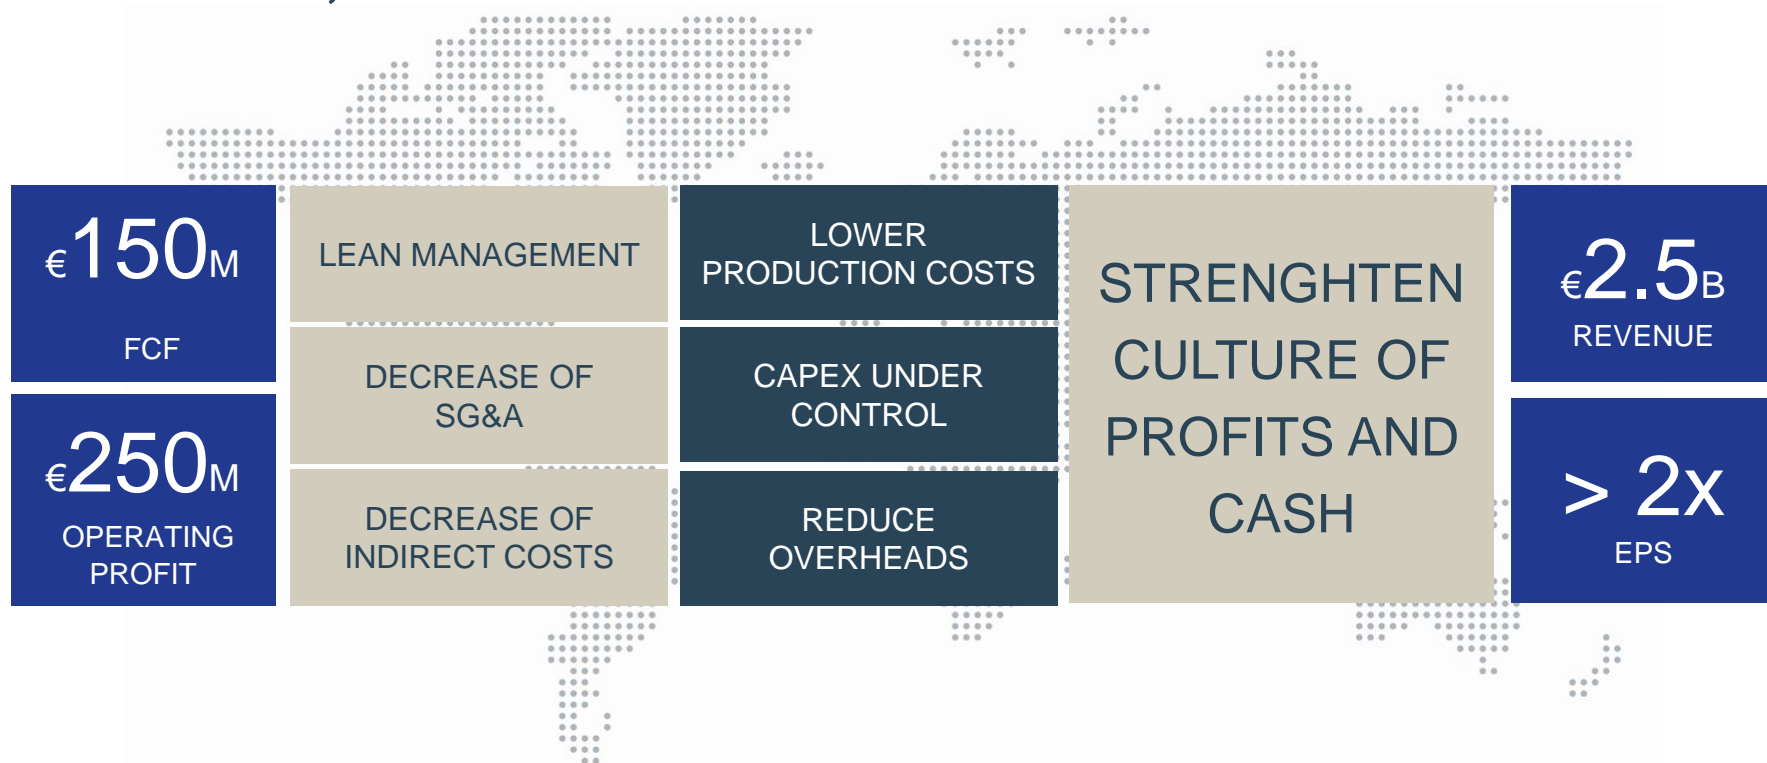 €150M
FCF
€250M
OPERATING
PROFIT
LEAN MANAGEMENT
DECREASE OF
SG&A
DECREASE OF
INDIRECT COSTS
LOWER
PRODUCTION COSTS
CAPEX UNDER
CONTROL
REDUCE
OVERHEADS
STRENGHTEN
CULTURE OF
PROFITS AND
CASH
€2.5B
REVENUE
> 2x
EPS